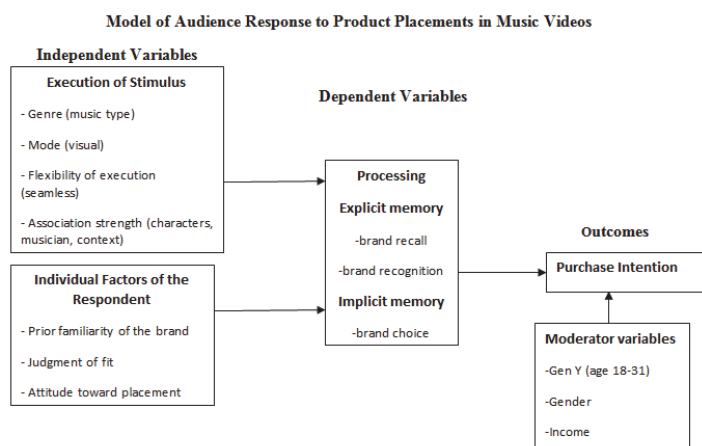 Model of Audience Response to Product Placements in Music Videos
Independent Variables
Execution of Stimulus
- Genre (music type)
- Mode (visual)
- Flexibility of execution
(seamless)
- Association strength (characters,
musician, context)
Individual Factors of the
Respondent
- Prior familiarity of the brand
- Judgment of fit
- Attitude toward placement
Dependent Variables
Processing
Explicit memory
-brand recall
-brand recognition
Implicit memory
-brand choice
Outcomes
Purchase Intention
Moderator variables
-Gen Y (age 18-31)
-Gender
-Income